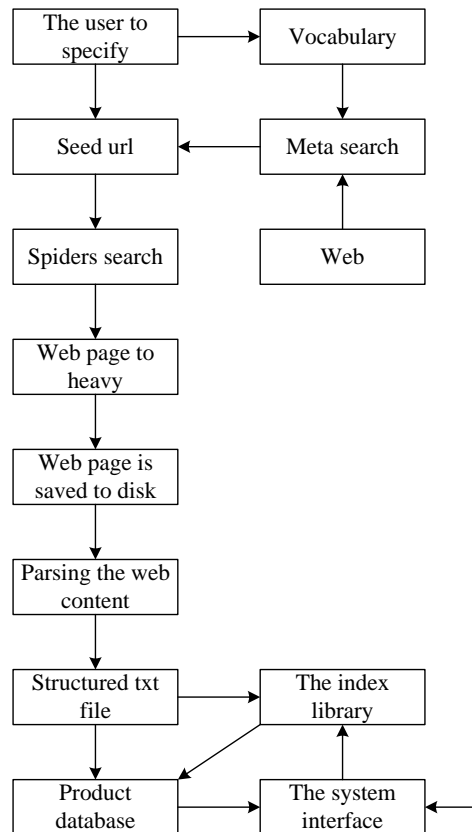 The user to
specify
Vocabulary
Seed url
Meta search
Spiders search
Web
Web page to
heavy
Web page is
saved to disk
Parsing the web
content
Structured txt
file
The index
library
Product
database
The system
interface